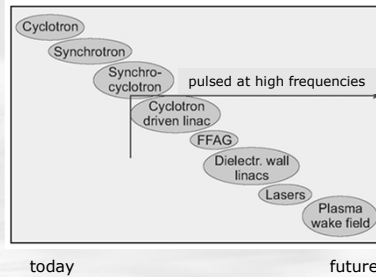 Cyclotron
Synchrotron
Synchro-
cyclotron
pulsed at high frequencies
Cyclotron
driven linac
FFAG
Dielectr. wall
linacs
Lasers
Plasma
wake field
today
future